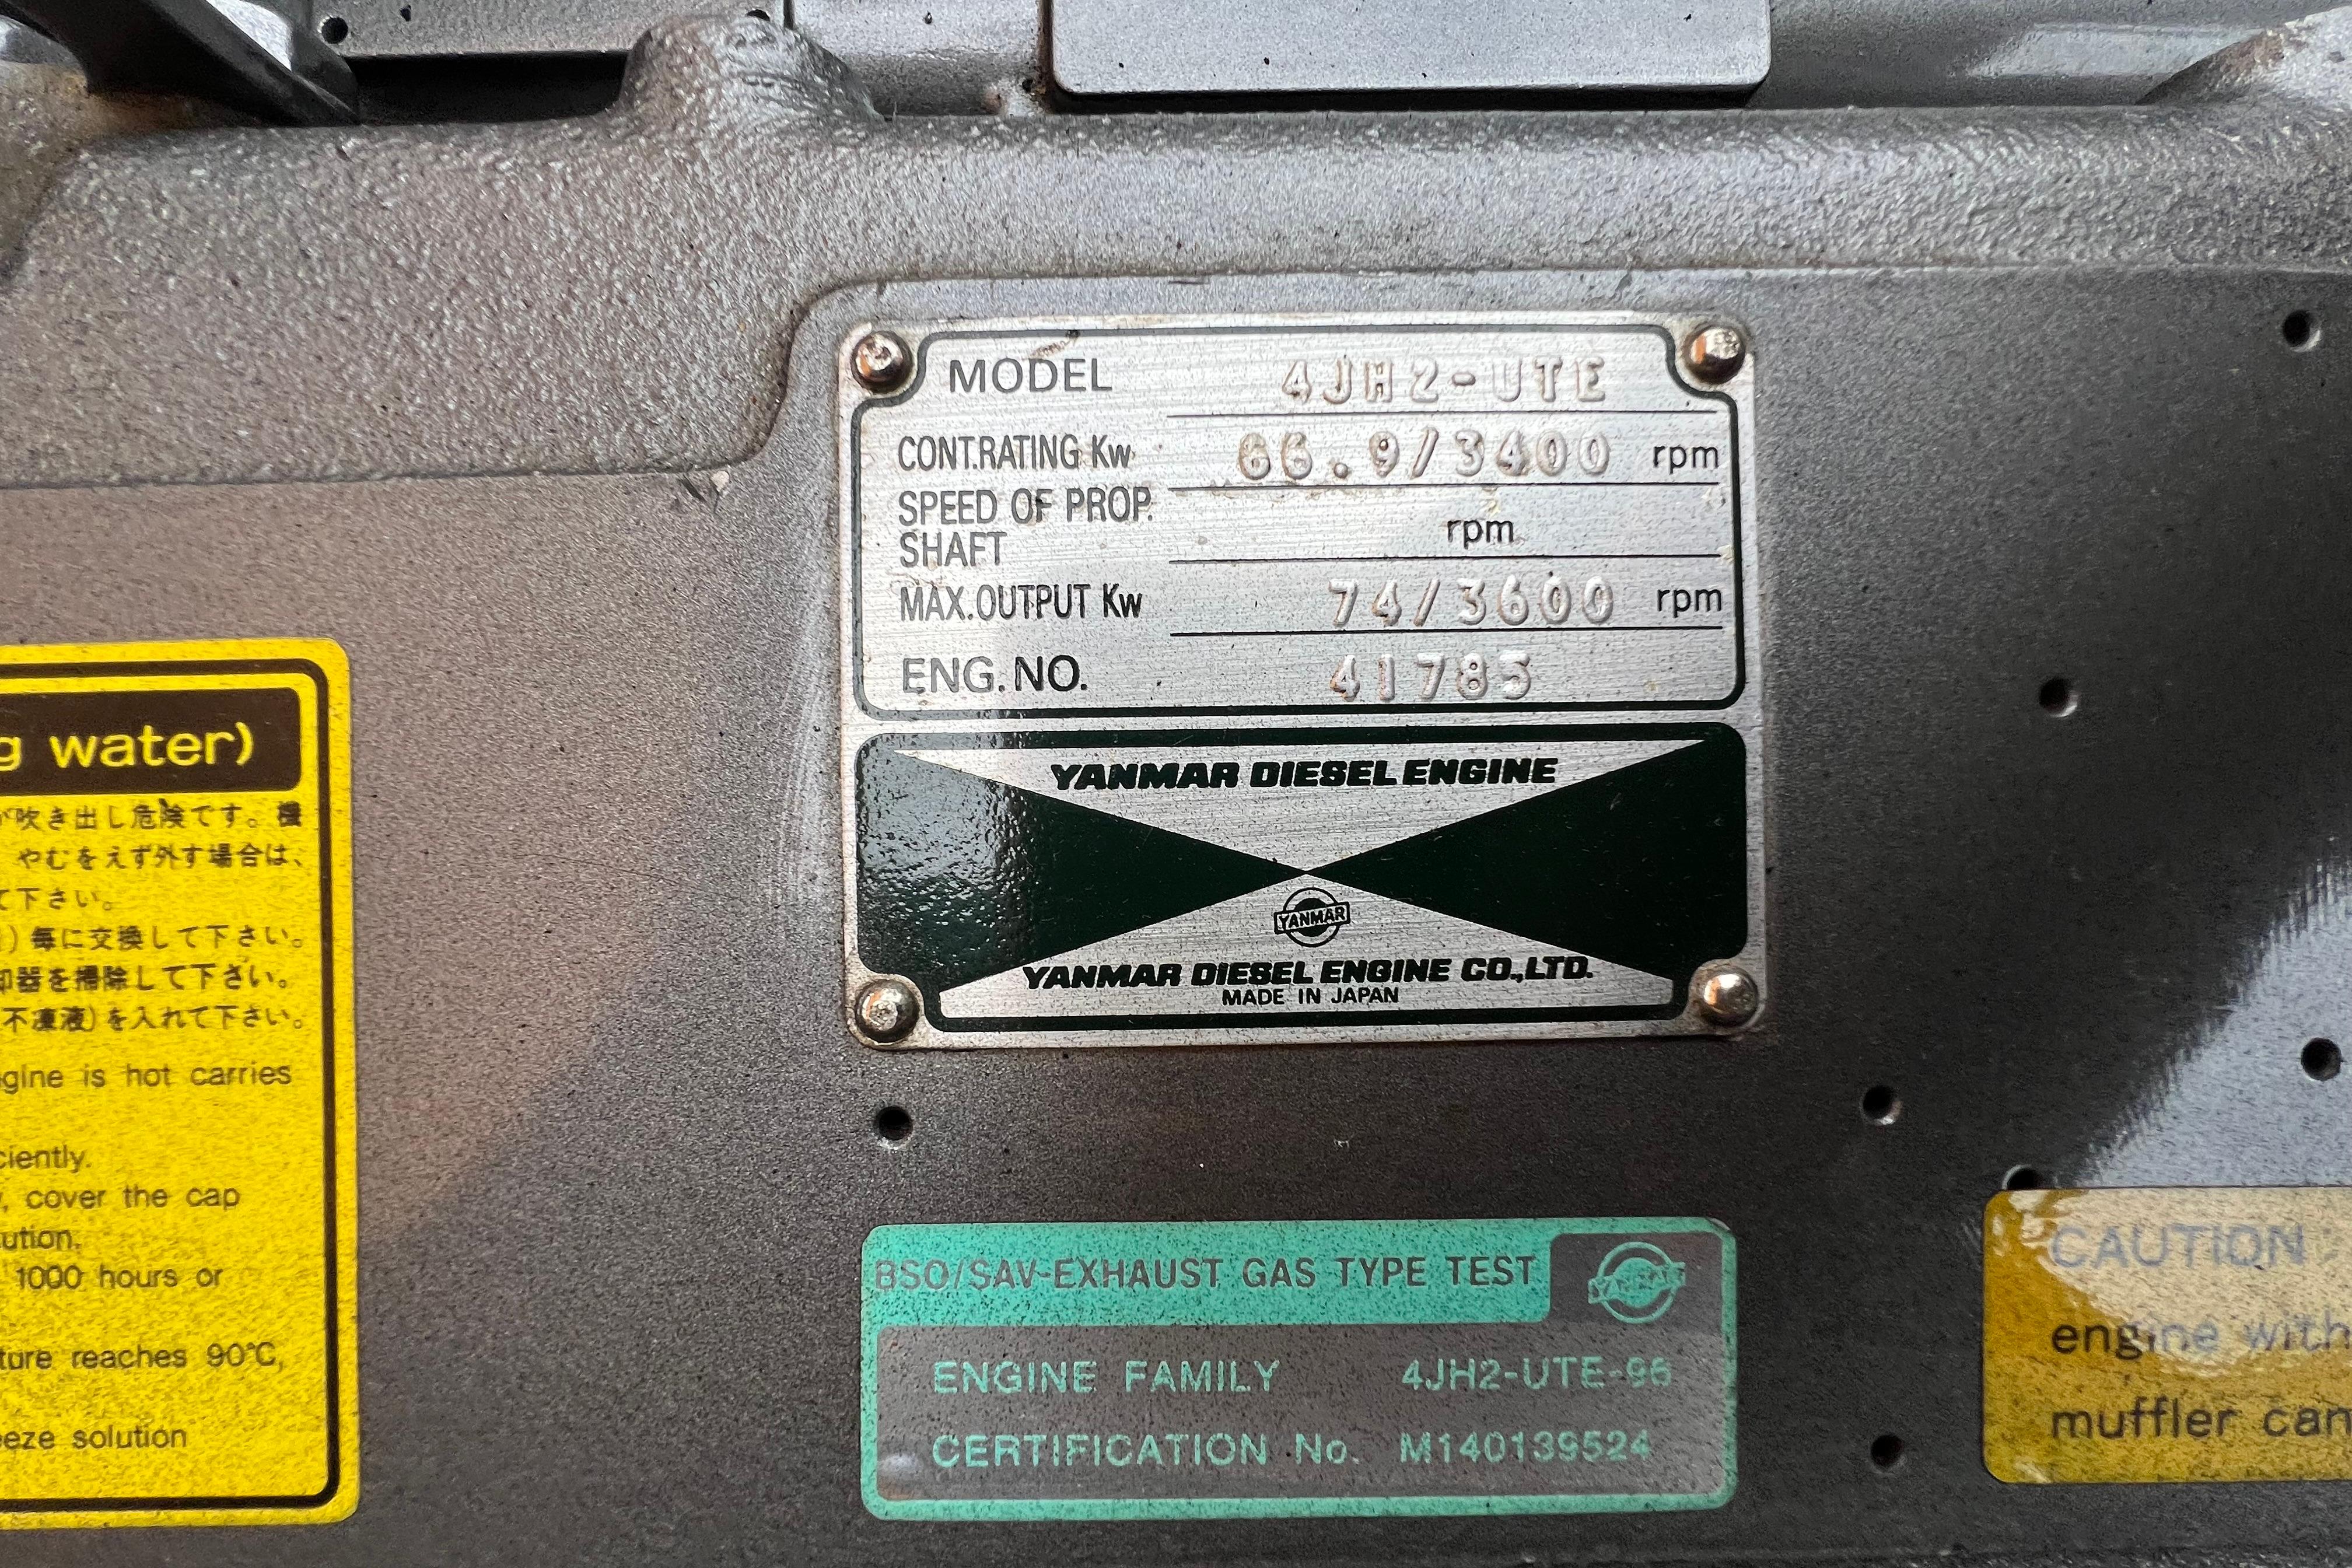 MODEL 4JH2-UTE
CONT.RATING Kw 66.9/3400 rpm
SPEED OF PROP.
SHAFT rpm
MAX.OUTPUT Kw 74/3600 rpm
ENG.NO. 41785
YANMAR DIESEL ENGINE
YANMAR
YANMAR DIESEL ENGINE CO.,LTD.
MADE IN JAPAN
g water)
が吹き出し危険です。機
やむをえず外す場合は、
て下さい。
)毎に交換して下さい。
却器を掃除して下さい。
不凍液)を入れて下さい。
gine is hot carries
ciently.
, cover the cap
ution.
1000 hours or
ture reaches 90℃,
eeze solution
BSO/SAV-EXHAUST GAS TYPE TEST
YANMAR
ENGINE FAMILY 4JH2-UTE-96
CERTIFICATION No. M140139524
CAUTION
engine with
muffler can